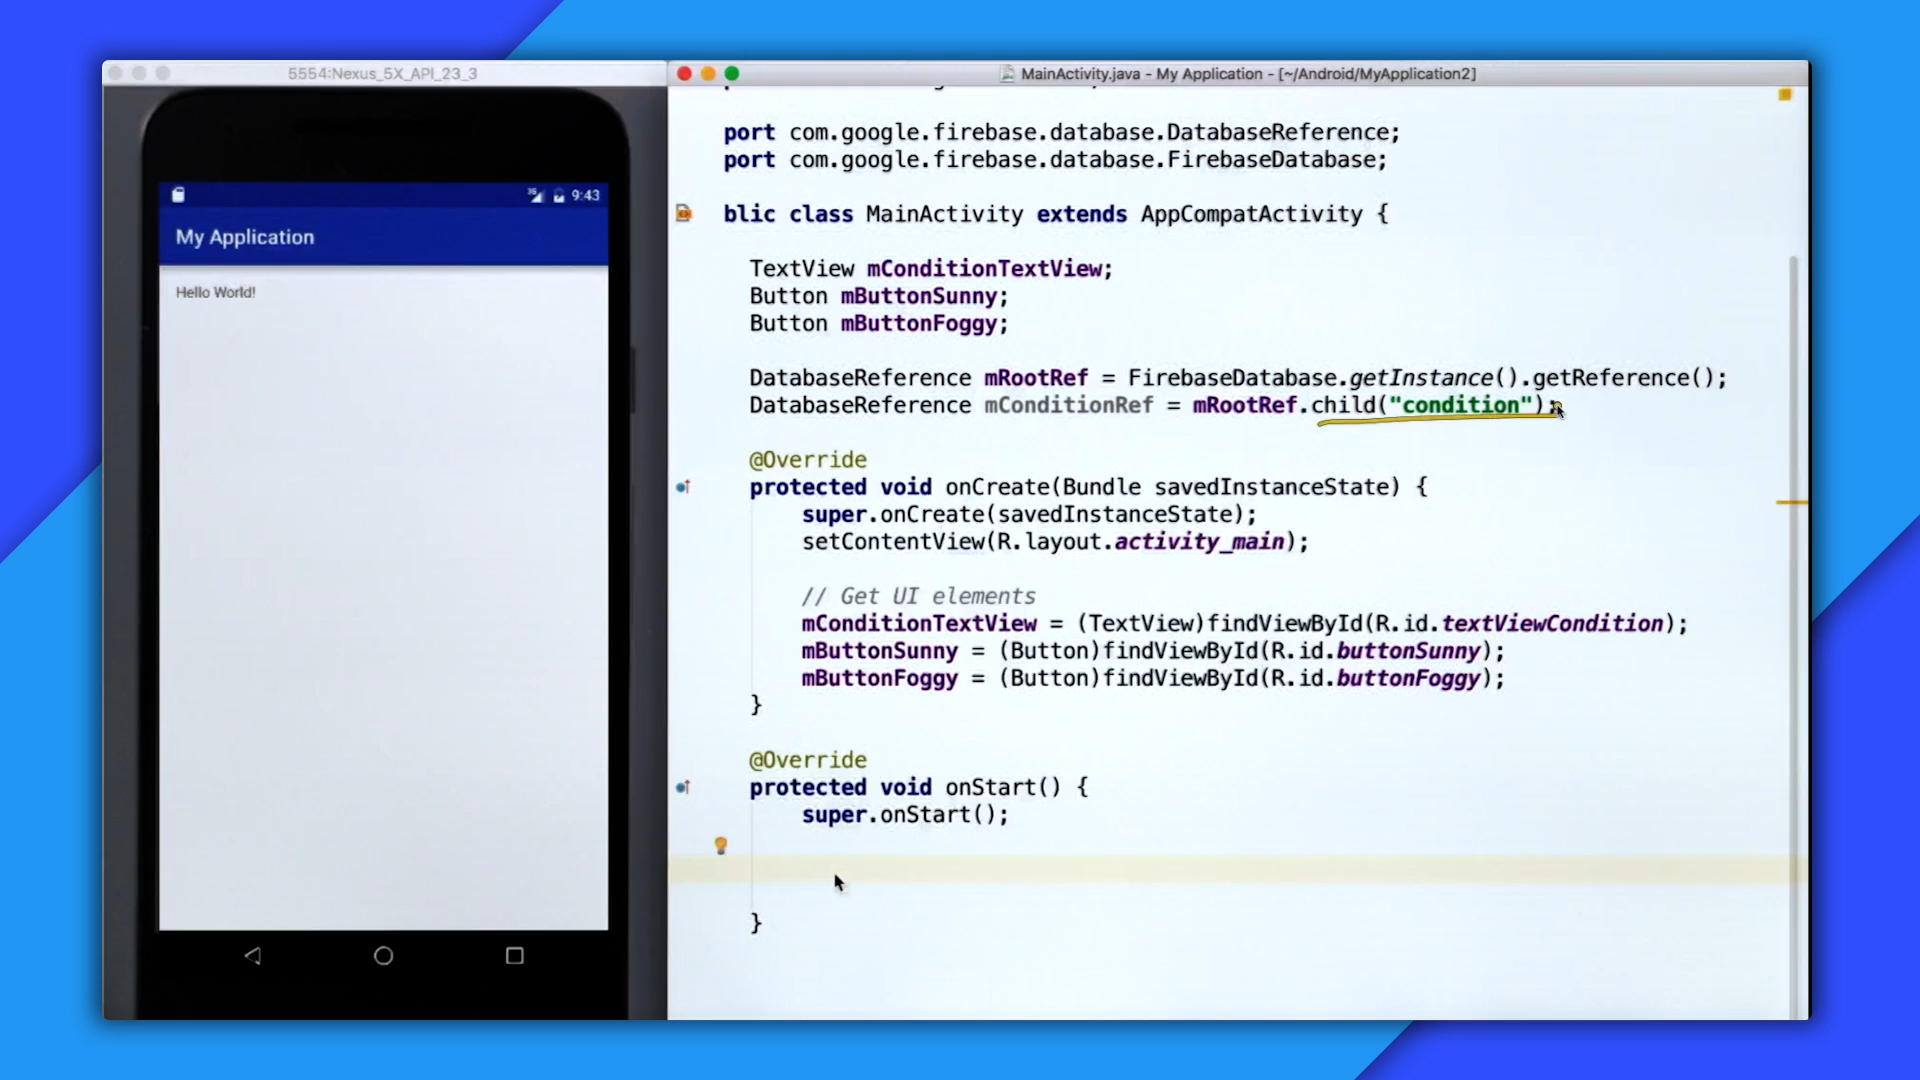 5554:Nexus_5X_API_23_3
9:43
My Application
Hello World!
MainActivity.java - My Application - [~/Android/MyApplication2]
port com.google.firebase.database.DatabaseReference;
port com.google.firebase.database.FirebaseDatabase;
blic class MainActivity extends AppCompatActivity {
TextView mConditionTextView;
Button mButtonSunny;
Button mButtonFoggy;
DatabaseReference mRootRef = FirebaseDatabase.getInstance().getReference();
DatabaseReference mConditionRef = mRootRef.child("condition");
@Override
protected void onCreate(Bundle savedInstanceState) {
super.onCreate(savedInstanceState);
setContentView(R.layout.activity_main);
// Get UI elements
mConditionTextView = (TextView)findViewById(R.id.textViewCondition);
mButtonSunny = (Button)findViewById(R.id.buttonSunny);
mButtonFoggy = (Button)findViewById(R.id.buttonFoggy);
}
@Override
protected void onStart() {
super.onStart();
}